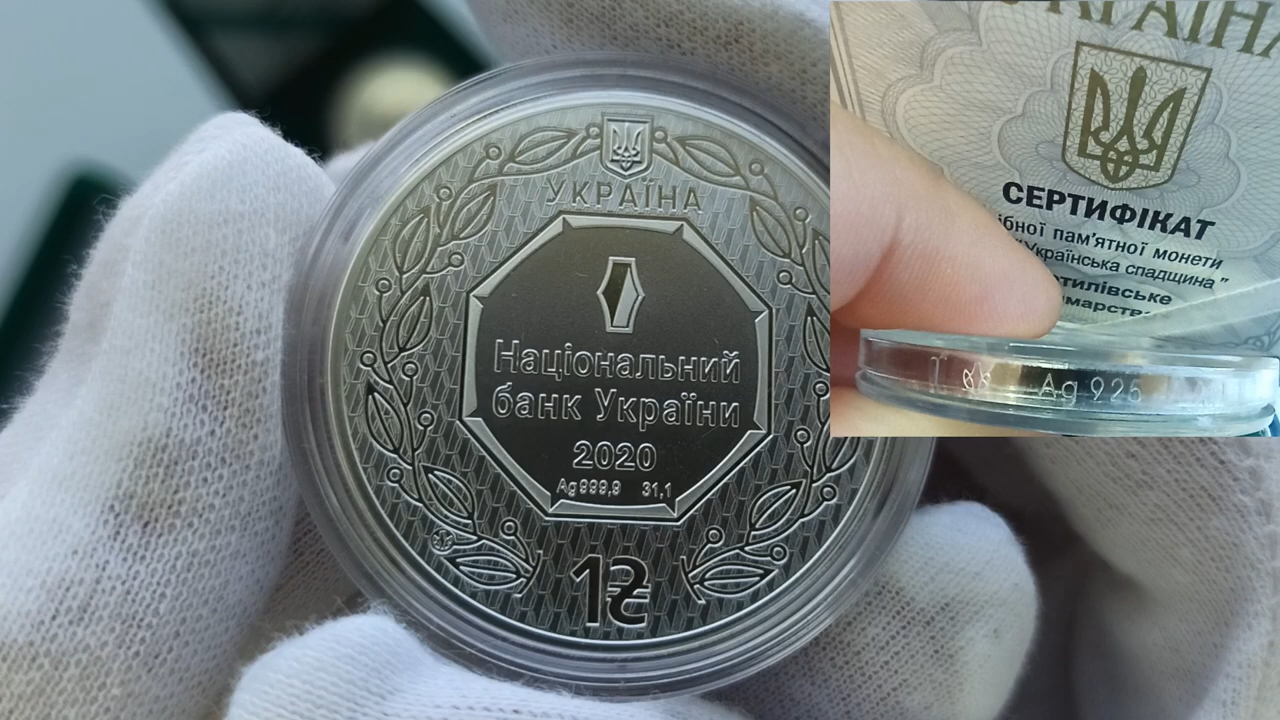 УКРАЇНА
Національний
банк України
2020
Ag 999,9 31,1
1₴
УКРАЇНА
СЕРТИФІКАТ
пам'ятної монети
"Українська спадщина"
Ag 925